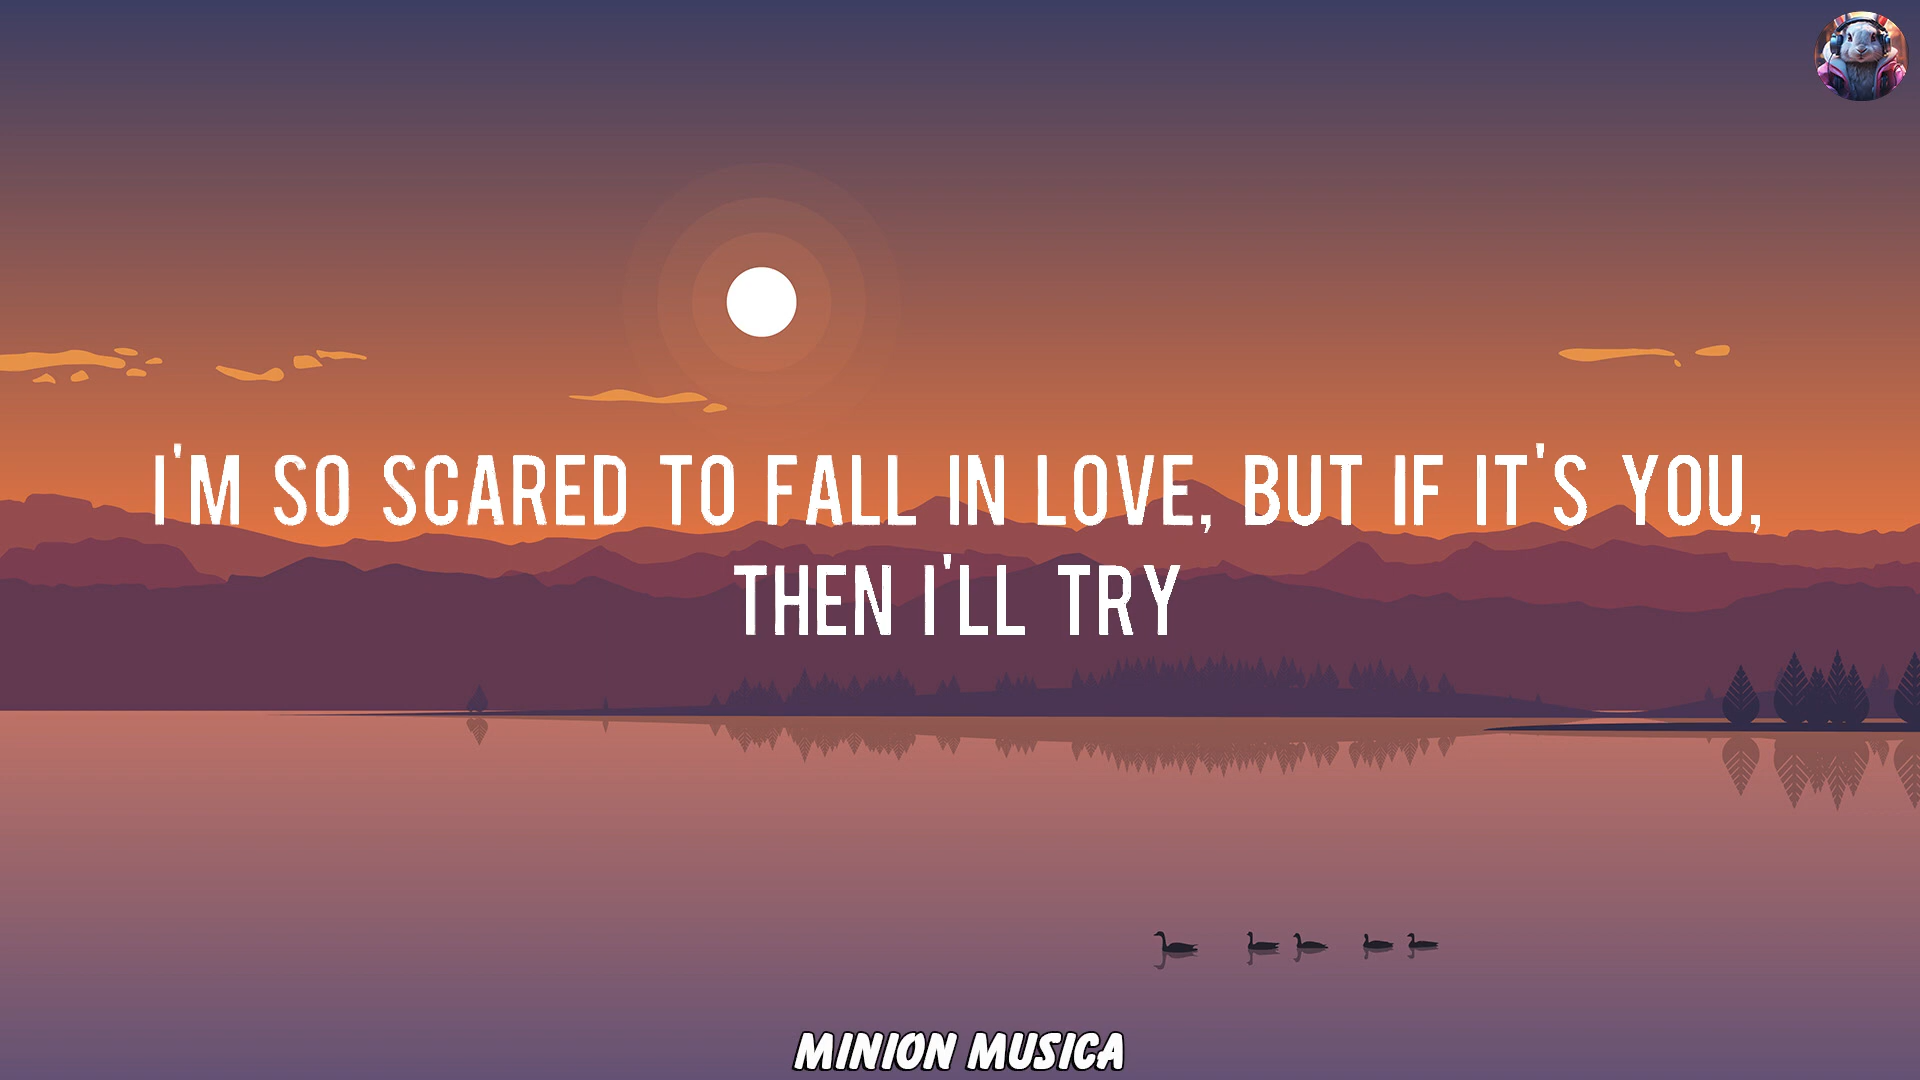 I'M SO SCARED TO FALL IN LOVE, BUT IF IT'S YOU,
THEN I'LL TRY
MINION MUSICA